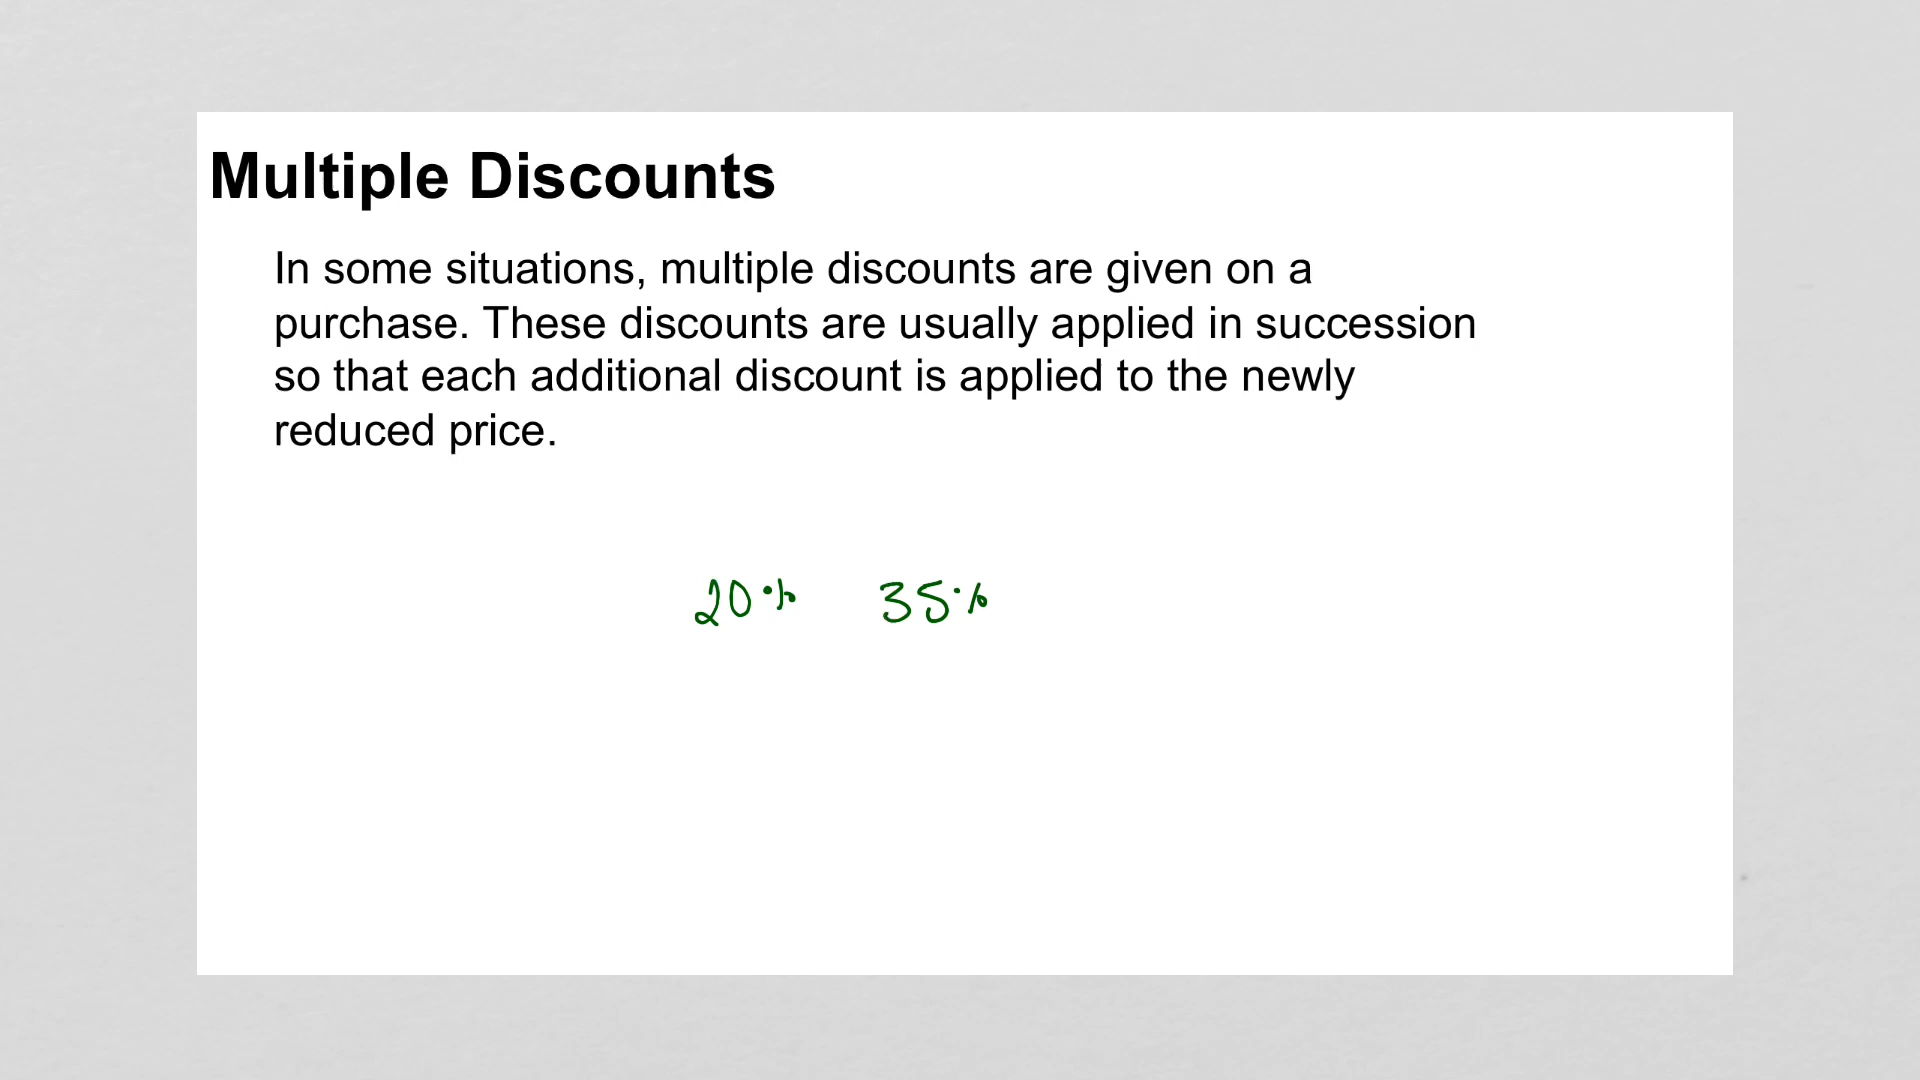 Multiple Discounts
In some situations, multiple discounts are given on a
purchase. These discounts are usually applied in succession
so that each additional discount is applied to the newly
reduced price.
20% 35%